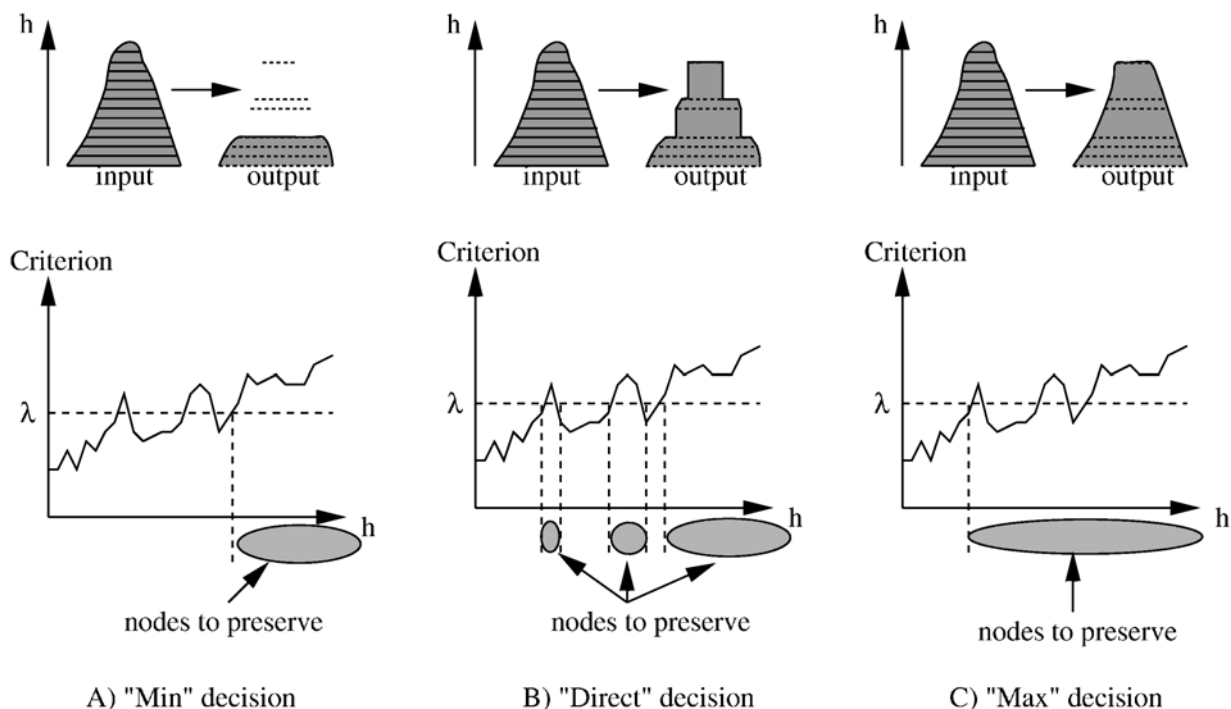 h
input
output
Criterion
λ
h
nodes to preserve
A) "Min" decision
h
input
output
Criterion
λ
h
nodes to preserve
B) "Direct" decision
h
input
output
Criterion
λ
h
nodes to preserve
C) "Max" decision